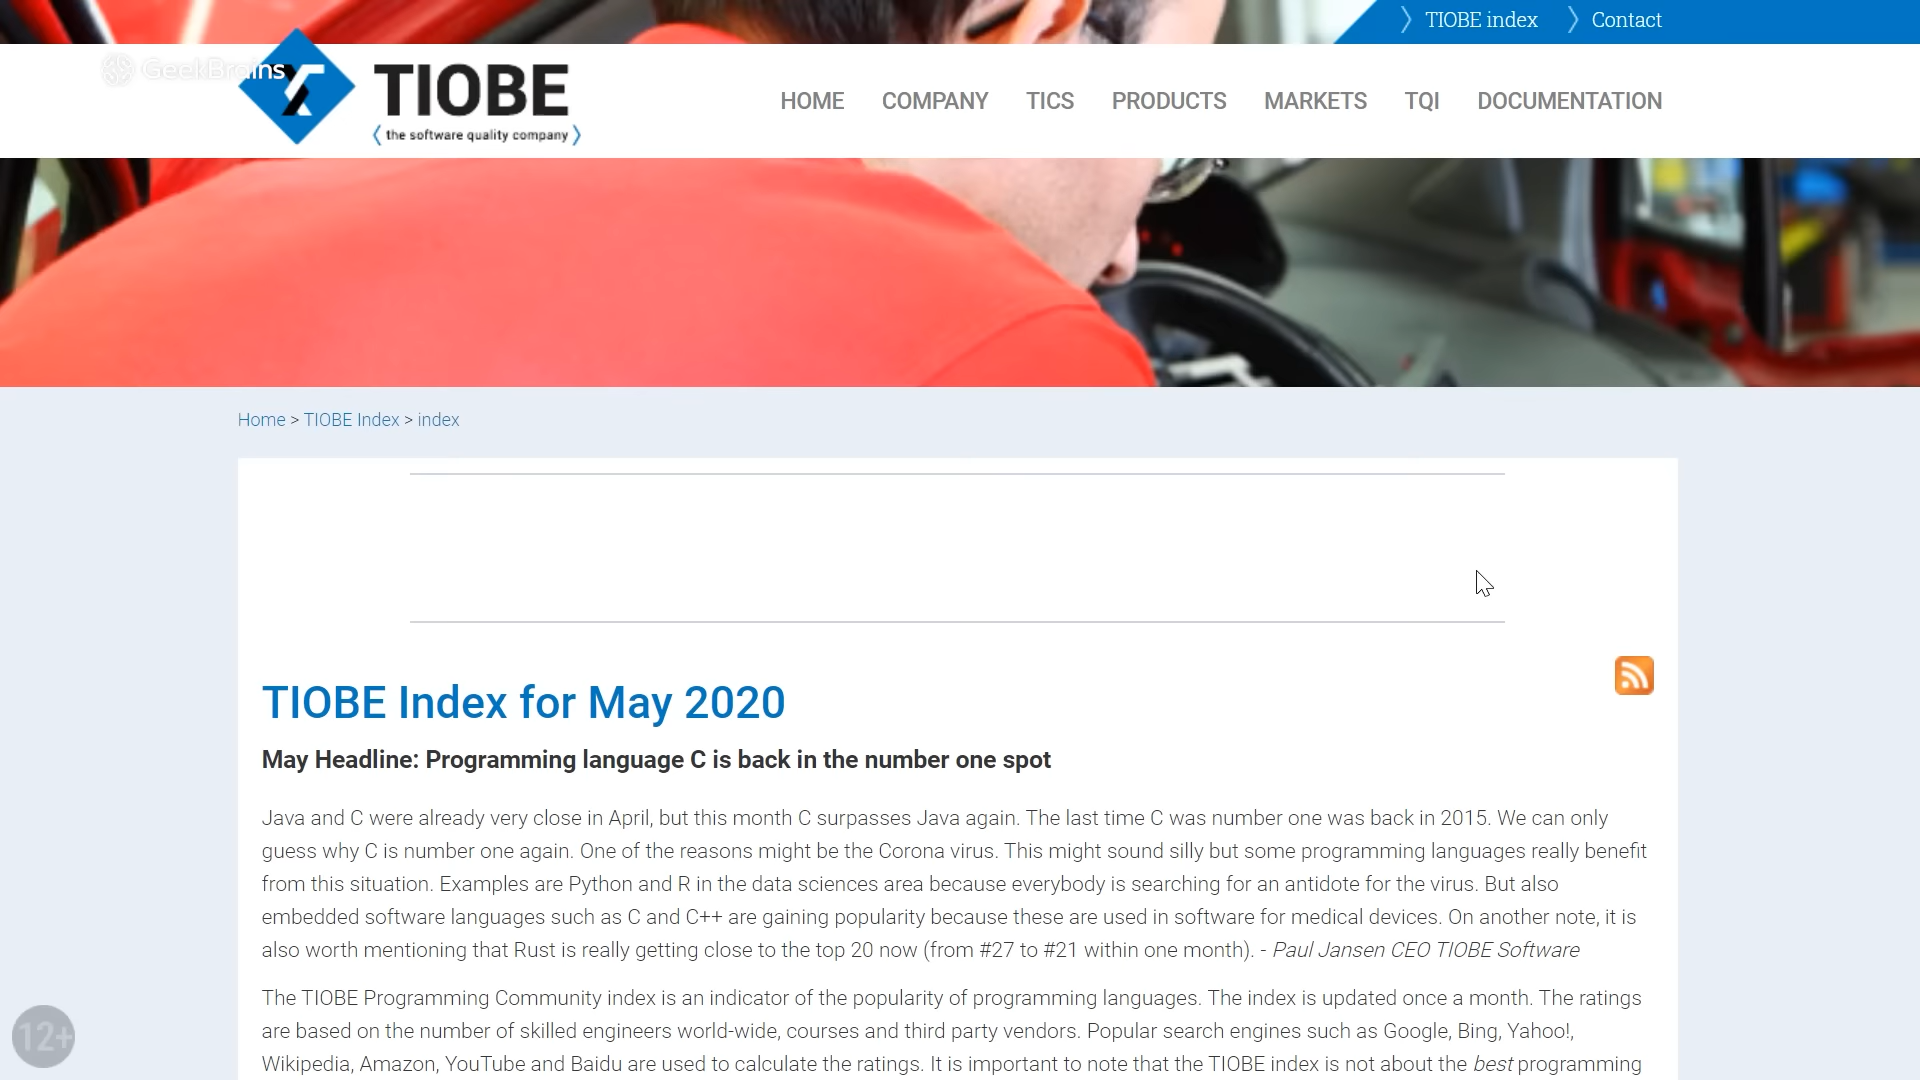 TIOBE index
Contact
GeekBrains
TIOBE
the software quality company
HOME COMPANY TICS PRODUCTS MARKETS TQI DOCUMENTATION
Home > TIOBE Index > index
TIOBE Index for May 2020
May Headline: Programming language C is back in the number one spot
Java and C were already very close in April, but this month C surpasses Java again. The last time C was number one was back in 2015. We can only
guess why C is number one again. One of the reasons might be the Corona virus. This might sound silly but some programming languages really benefit
from this situation. Examples are Python and R in the data sciences area because everybody is searching for an antidote for the virus. But also
embedded software languages such as C and C++ are gaining popularity because these are used in software for medical devices. On another note, it is
also worth mentioning that Rust is really getting close to the top 20 now (from #27 to #21 within one month). - Paul Jansen CEO TIOBE Software
The TIOBE Programming Community index is an indicator of the popularity of programming languages. The index is updated once a month. The ratings
are based on the number of skilled engineers world-wide, courses and third party vendors. Popular search engines such as Google, Bing, Yahoo!,
Wikipedia, Amazon, YouTube and Baidu are used to calculate the ratings. It is important to note that the TIOBE index is not about the best programming
12+